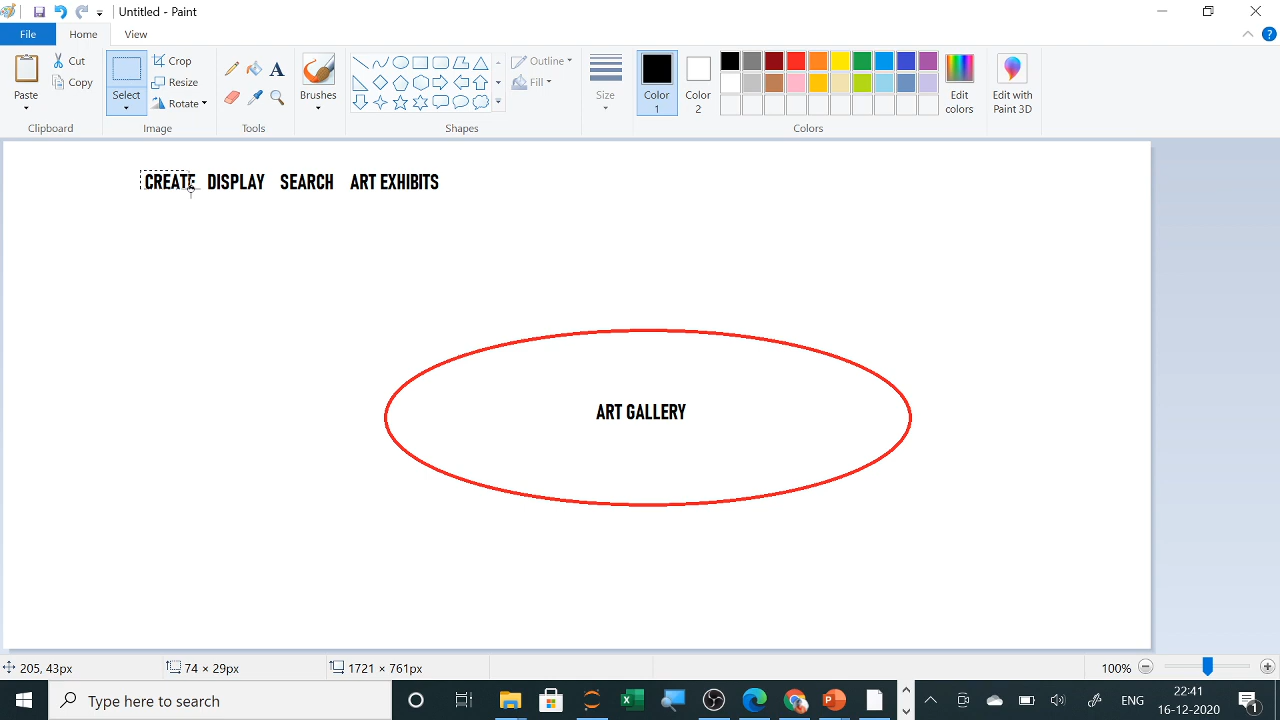 Untitled - Paint
File Home View
Paste
Cut
Copy
Clipboard
Select
Crop
Resize
Rotate
Image
Tools
Brushes
Outline
Fill
Shapes
Size
Color 1
Color 2
Edit colors
Colors
Edit with Paint 3D
CREATE DISPLAY SEARCH ART EXHIBITS
ART GALLERY
205, 43px 74 × 29px 1721 × 761px 100%
Type here to search
ENG
22:41
16-12-2020
1